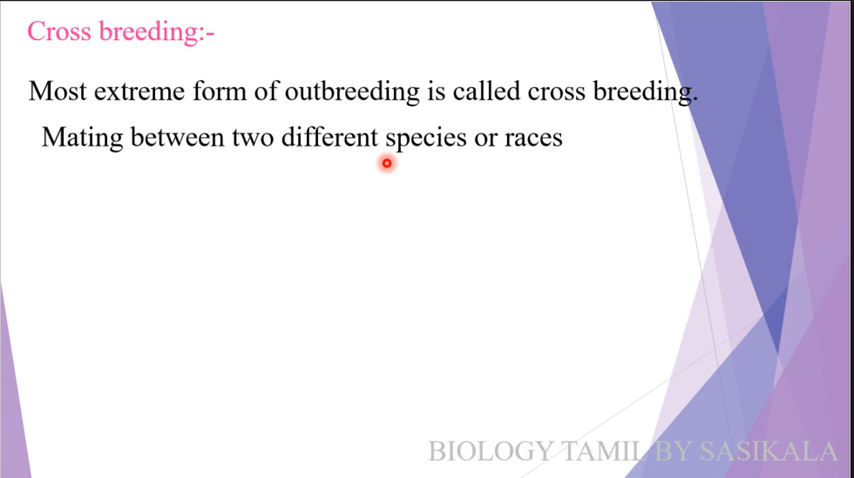 Cross breeding:-
Most extreme form of outbreeding is called cross breeding.
Mating between two different species or races
BIOLOGY TAMIL BY SASIKALA